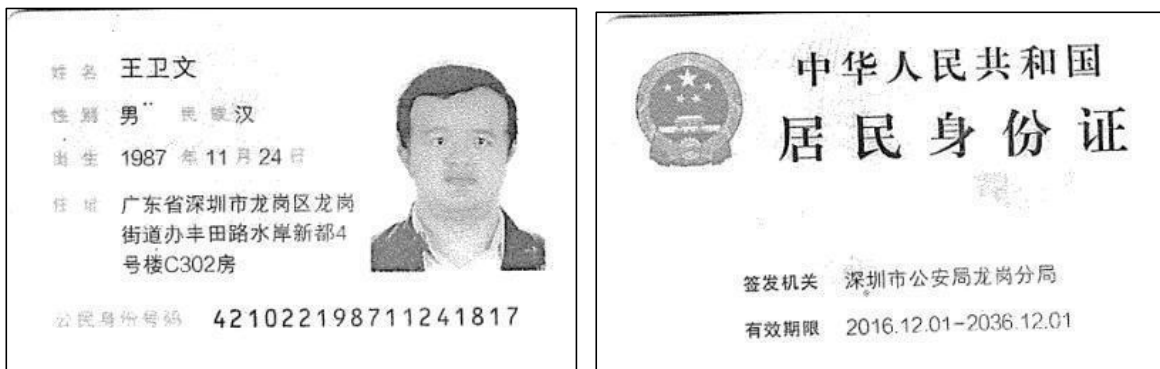 姓名 王卫文
性别 男 民族 汉
出生 1987 年 11 月 24 日
住址 广东省深圳市龙岗区龙岗
街道办丰田路水岸新都4
号楼C302房
公民身份号码 421022198711241817
中华人民共和国
居民身份证
签发机关 深圳市公安局龙岗分局
有效期限 2016.12.01-2036.12.01